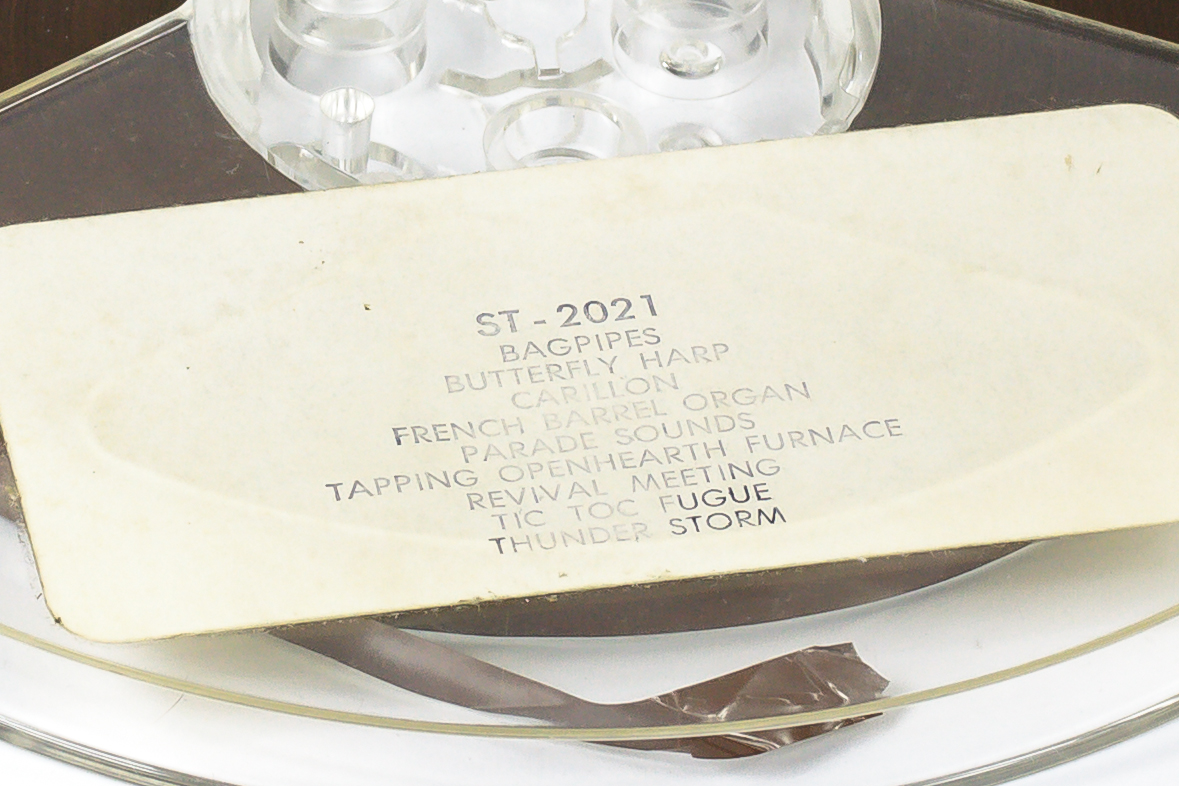 ST-2021
BAGPIPES
BUTTERFLY HARP
CARILLON
FRENCH BARREL ORGAN
PARADE SOUNDS
TAPPING OPENHEARTH FURNACE
REVIVAL MEETING
TIC TOC FUGUE
THUNDER STORM